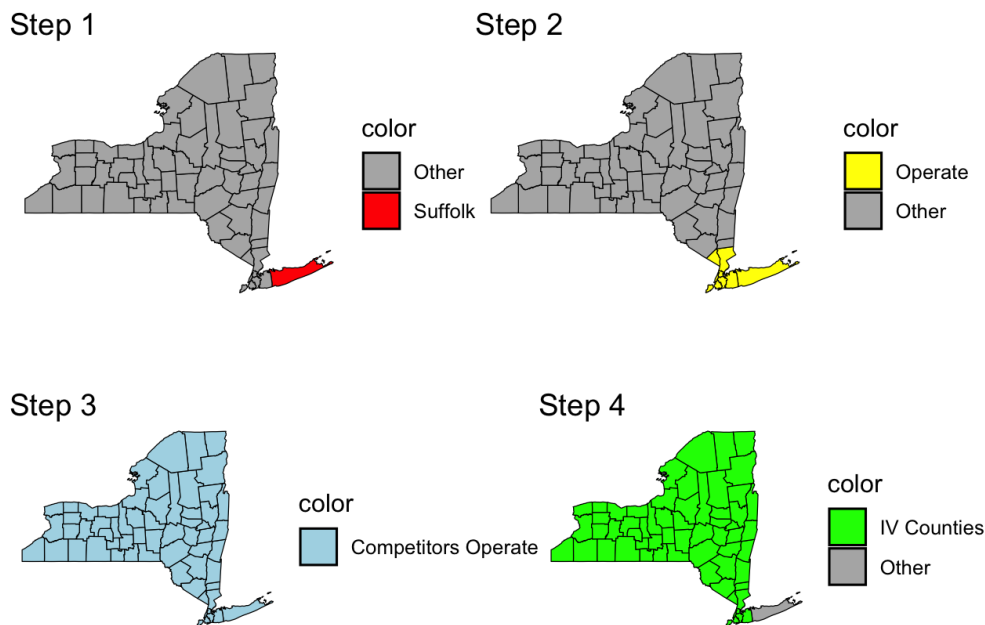 Step 1
color
Other
Suffolk
Step 2
color
Operate
Other
Step 3
color
Competitors Operate
Step 4
color
IV Counties
Other